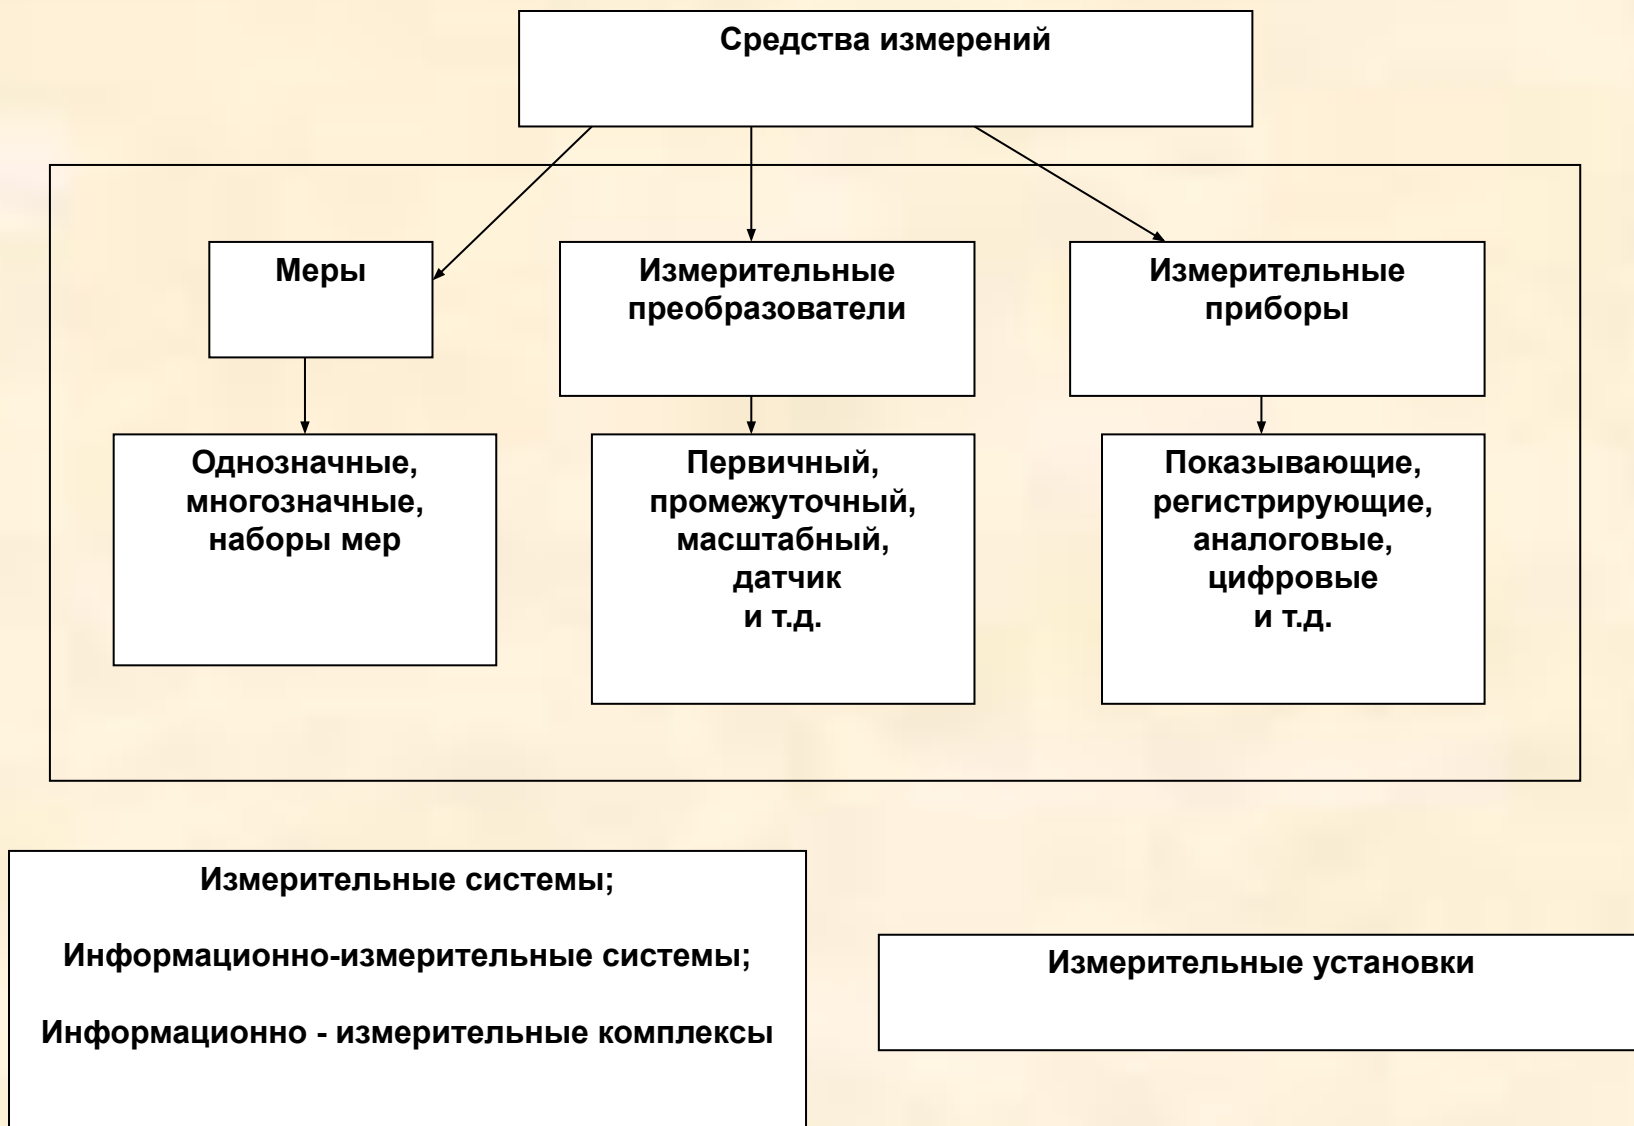 Средства измерений
Меры
Измерительные
преобразователи
Измерительные
приборы
Однозначные,
многозначные,
наборы мер
Первичный,
промежуточный,
масштабный,
датчик
и т.д.
Показывающие,
регистрирующие,
аналоговые,
цифровые
и т.д.
Измерительные системы;
Информационно-измерительные системы;
Информационно - измерительные комплексы
Измерительные установки